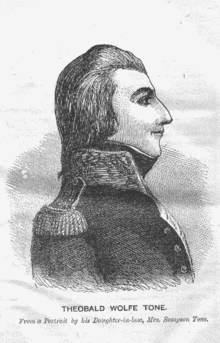 THEOBALD WOLFE TONE.
From a Portrait by his Daughter-in-law, Mrs. Sampson Tone.